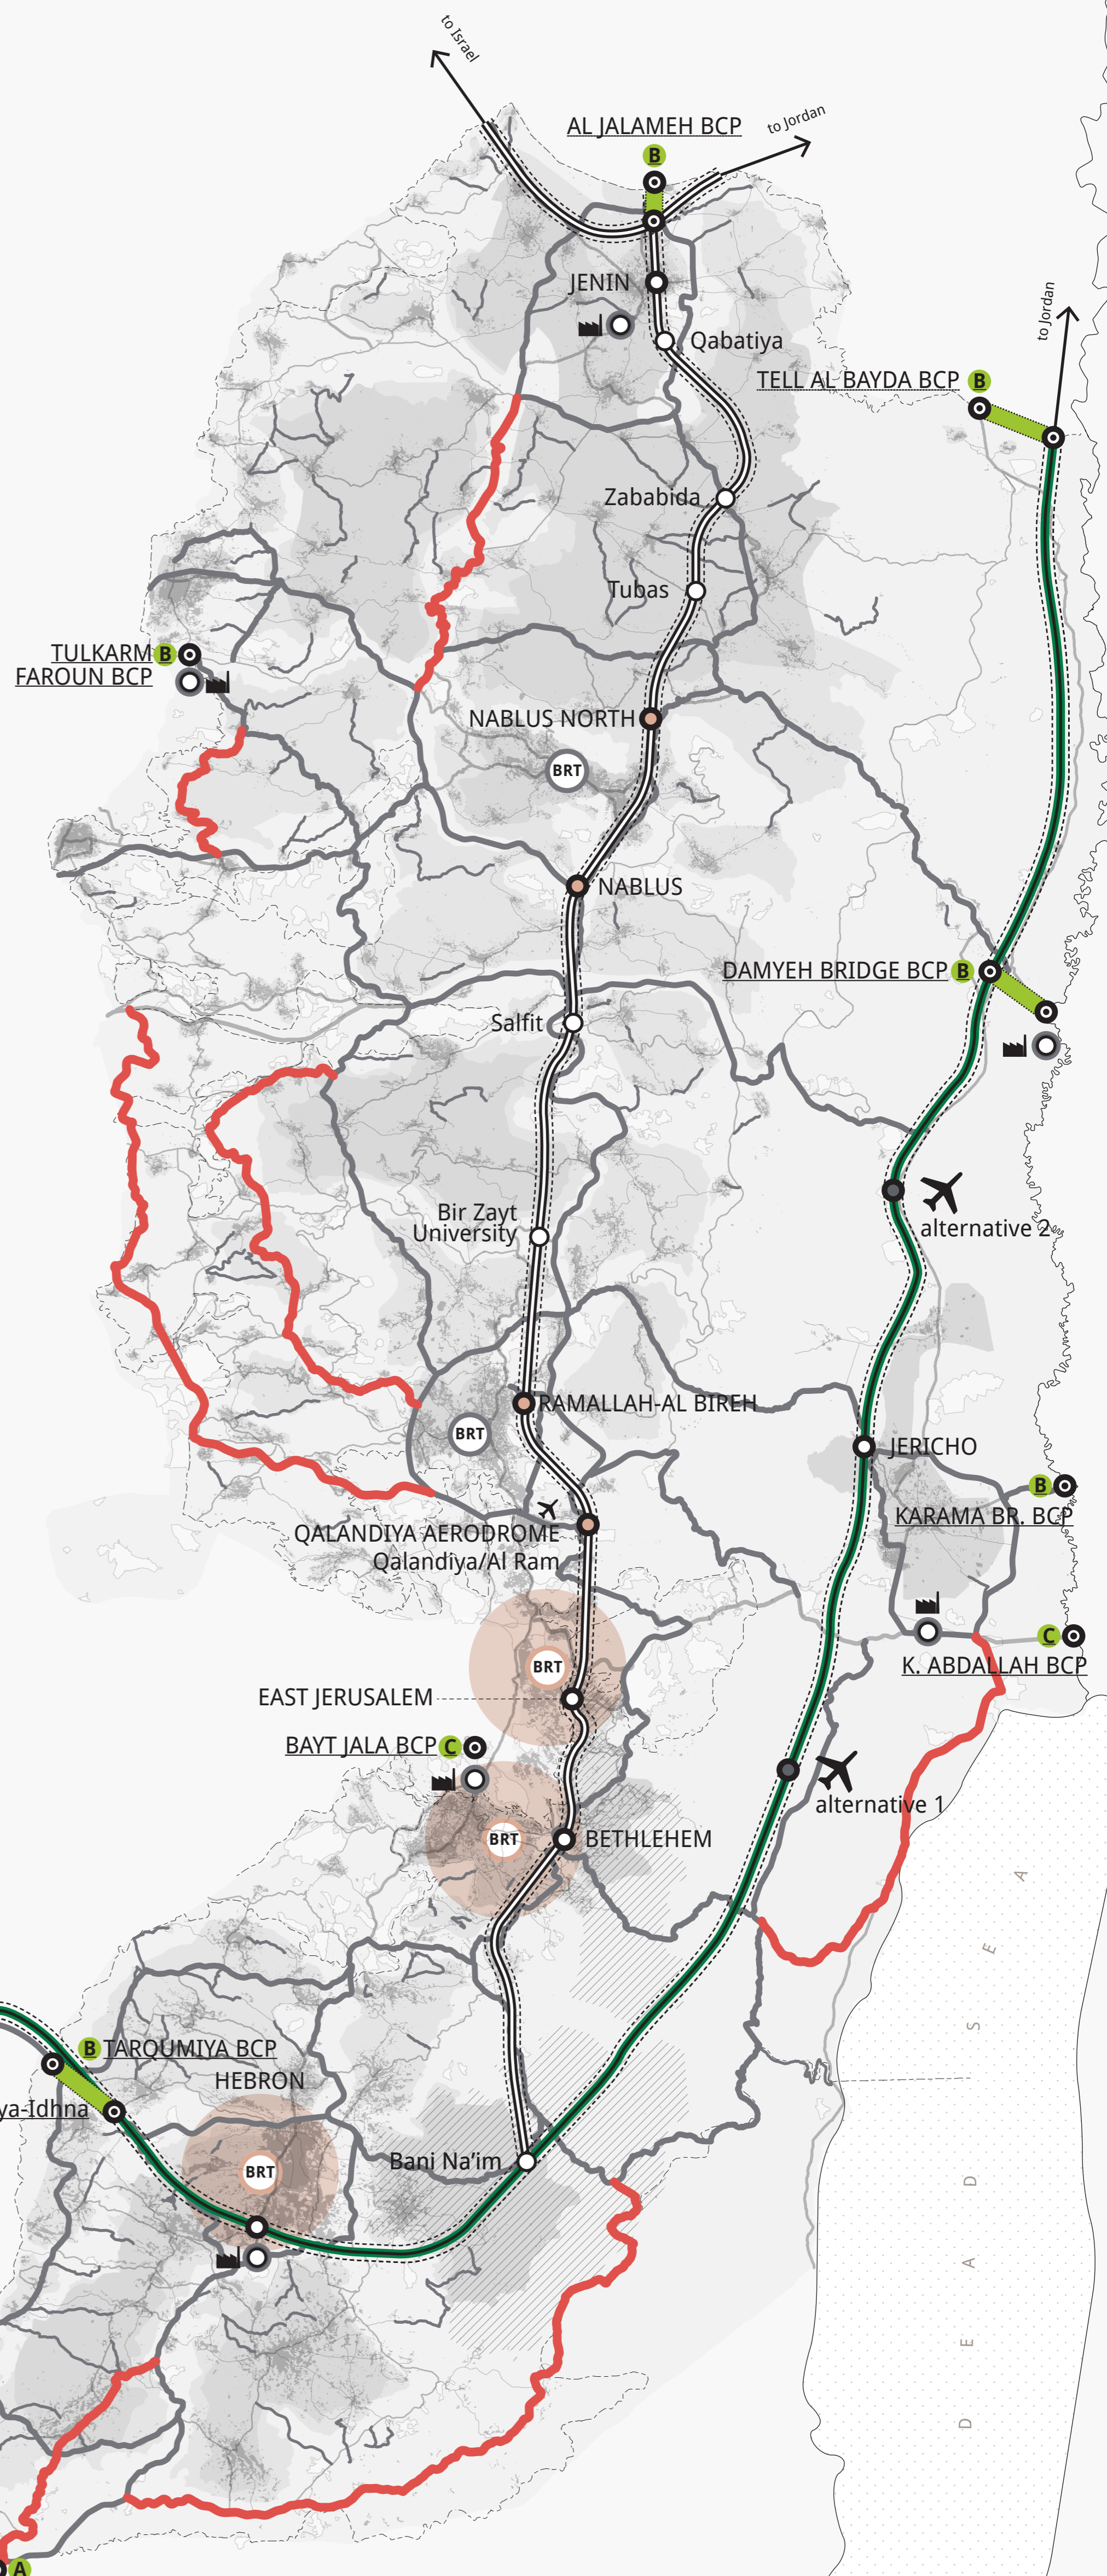 to Israel
AL JALAMEH BCP
to Jordan
B
JENIN
Qabatiya
to Jordan
TELL AL BAYDA BCP B
Zababida
Tubas
TULKARM B
FAROUN BCP
NABLUS NORTH
BRT
NABLUS
DAMYEH BRIDGE BCP B
Salfit
alternative 2
Bir Zayt
University
RAMALLAH-AL BIREH
BRT
JERICHO
B
KARAMA BR. BCP
QALANDIYA AERODROME
Qalandiya/Al Ram
C
K. ABDALLAH BCP
BRT
EAST JERUSALEM
BAYT JALA BCP C
alternative 1
BRT
BETHLEHEM
DEAD SEA
B TARQUMIYA BCP
HEBRON
ya-Idhna
Bani Na'im
BRT
A